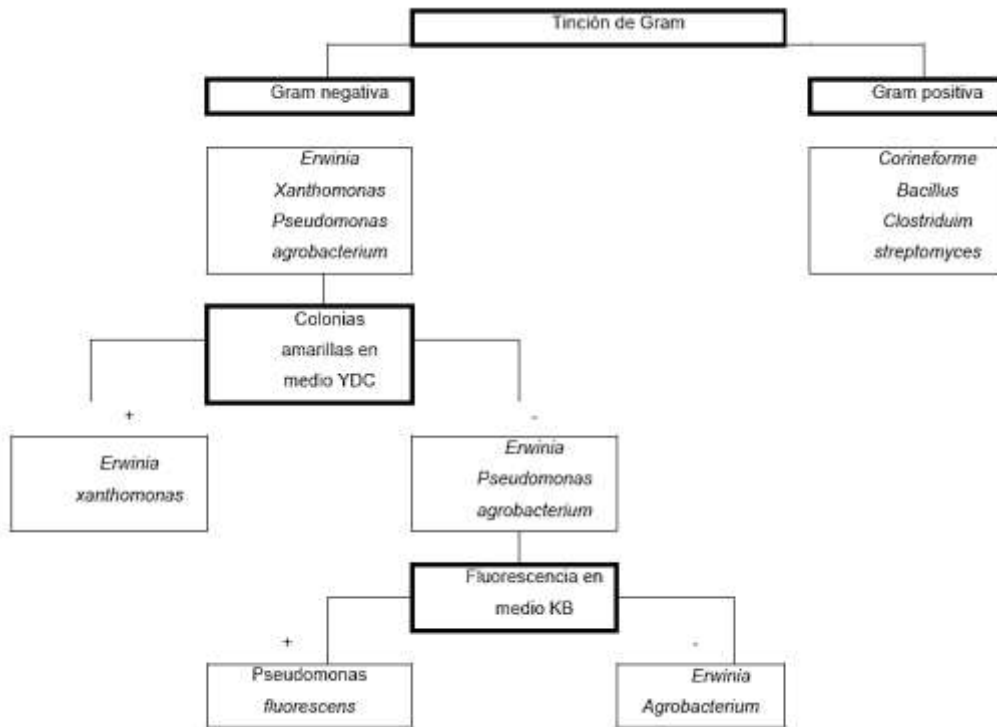 Tinción de Gram
Gram negativa
Gram positiva
Erwinia
Xanthomonas
Pseudomonas
agrobacterium
Corineforme
Bacillus
Clostriduim
streptomyces
Colonias
amarillas en
medio YDC
+
-
Erwinia
xanthomonas
Erwinia
Pseudomonas
agrobacterium
Fluorescencia en
medio KB
+
-
Pseudomonas
fluorescens
Erwinia
Agrobacterium